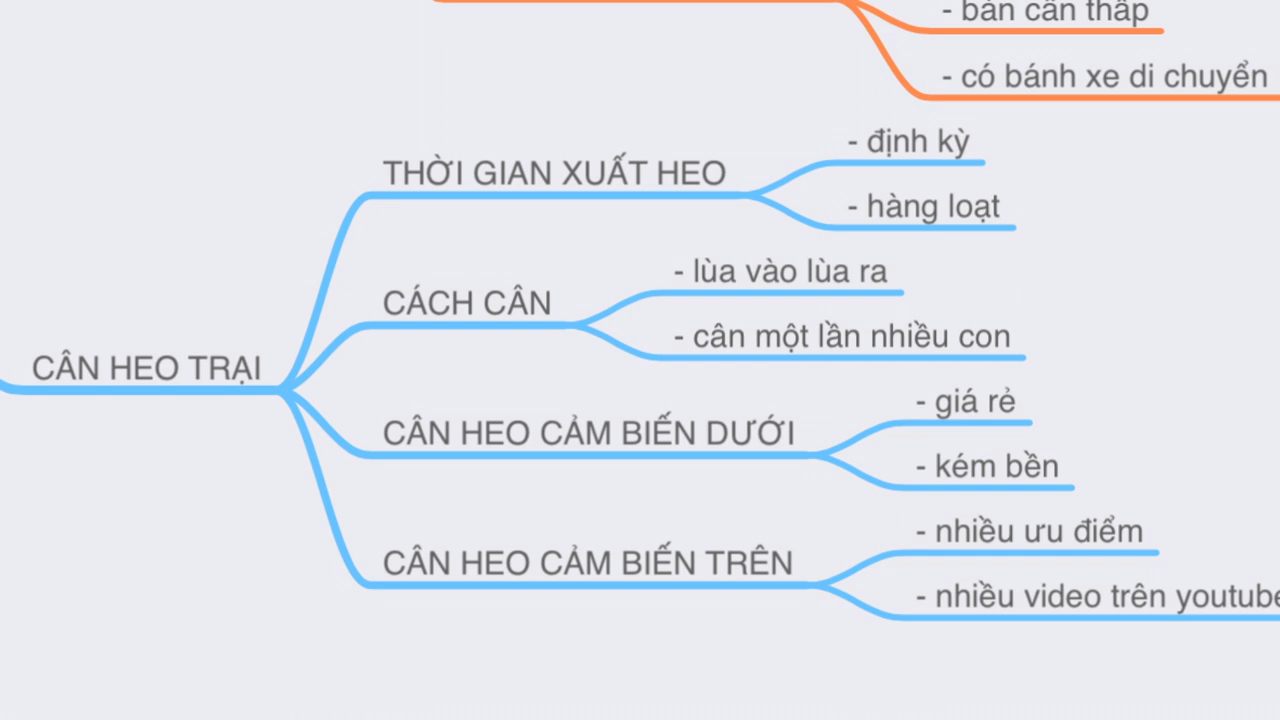 - bàn cân thấp
- có bánh xe di chuyển
- định kỳ
THỜI GIAN XUẤT HEO
- hàng loạt
- lùa vào lùa ra
CÁCH CÂN
- cân một lần nhiều con
CÂN HEO TRẠI
- giá rẻ
CÂN HEO CẢM BIẾN DƯỚI
- kém bền
- nhiều ưu điểm
CÂN HEO CẢM BIẾN TRÊN
- nhiều video trên youtube